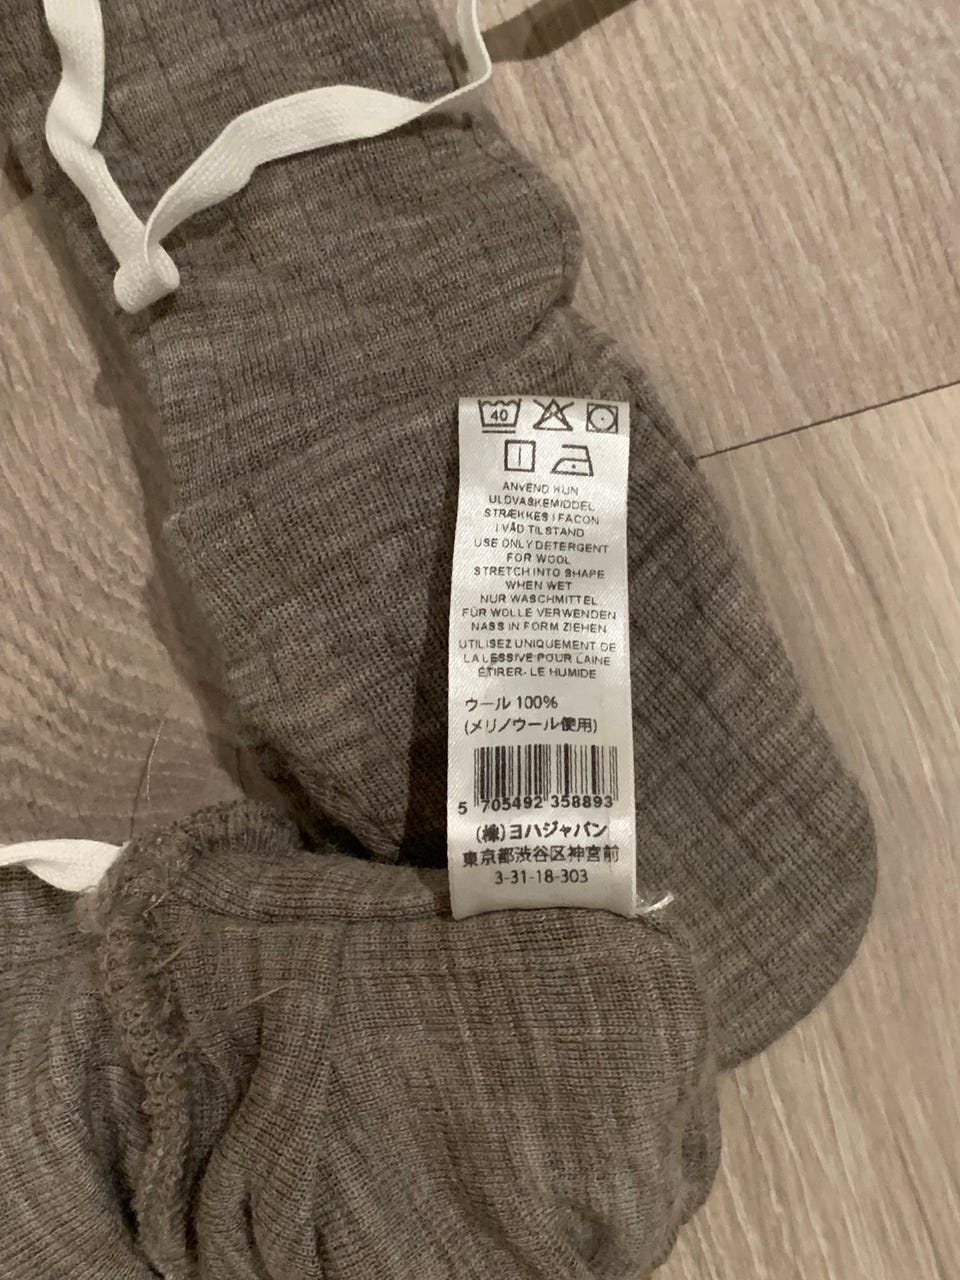 40
ANVEND KUN
ULDVASKEMIDDEL
STRÆKKES I FACON
I VÅD TILSTAND
USE ONLY DETERGENT
FOR WOOL
STRETCH INTO SHAPE
WHEN WET
NUR WASCHMITTEL
FÜR WOLLE VERWENDEN
NASS IN FORM ZIEHEN
UTILISEZ UNIQUEMENT DE
LA LESSIVE POUR LAINE
ÉTIRER- LE HUMIDE
ウール 100%
(メリノウール使用)
5 705492 358893
(株)ヨハジャパン
東京都渋谷区神宮前
3-31-18-303